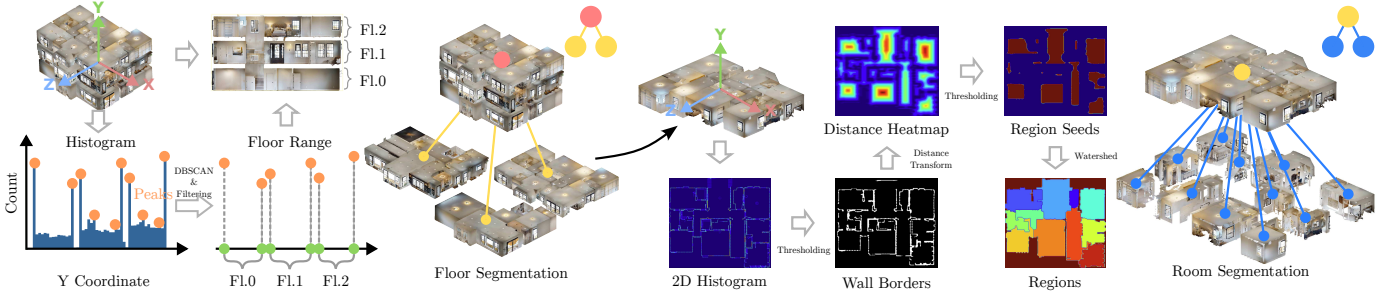 Y
Z
X
Fl.2
Fl.1
Fl.0
Histogram
Floor Range
Count
Peaks
DBSCAN
&
Filtering
Y Coordinate
Fl.0
Fl.1
Fl.2
Floor Segmentation
Y
Z
X
2D Histogram
Thresholding
Wall Borders
Distance
Transform
Distance Heatmap
Thresholding
Region Seeds
Watershed
Regions
Room Segmentation